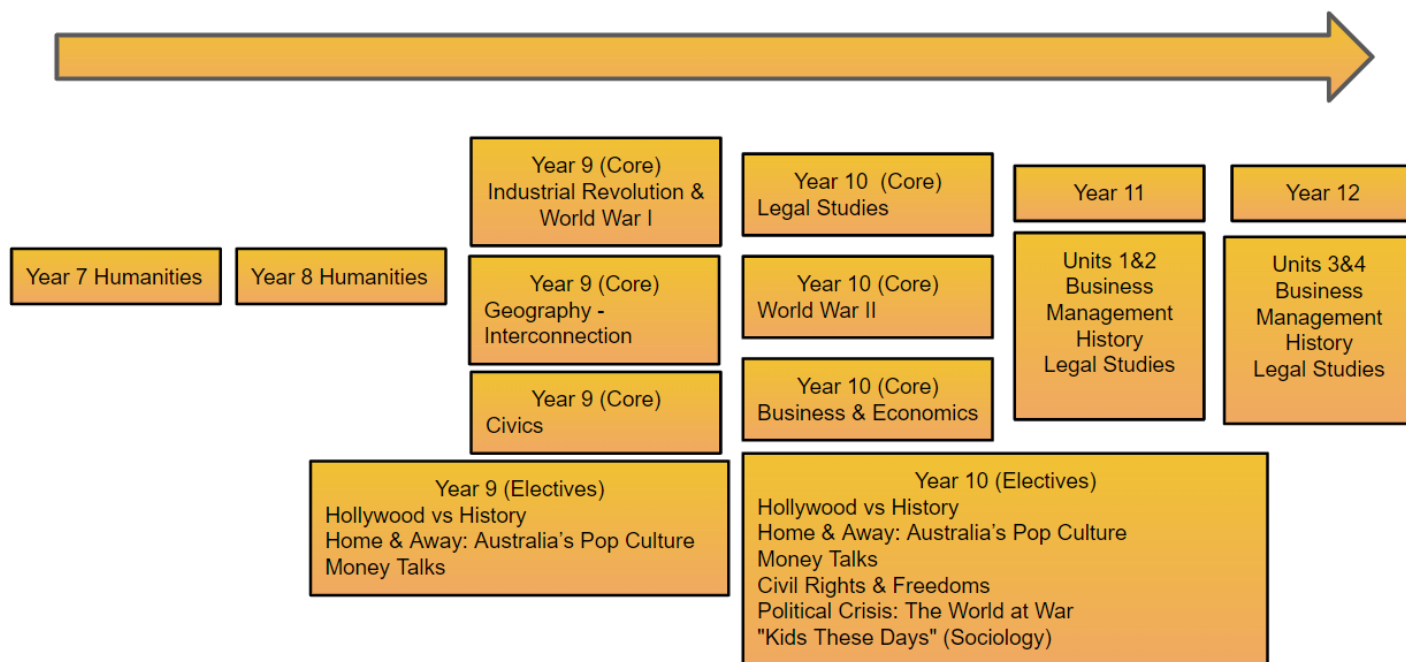 Year 7 Humanities
Year 8 Humanities
Year 9 (Core)
Industrial Revolution &
World War I
Year 9 (Core)
Geography -
Interconnection
Year 9 (Core)
Civics
Year 9 (Electives)
Hollywood vs History
Home & Away: Australia’s Pop Culture
Money Talks
Year 10  (Core)
Legal Studies
Year 10 (Core)
World War II
Year 10 (Core)
Business & Economics
Year 10 (Electives)
Hollywood vs History
Home & Away: Australia’s Pop Culture
Money Talks
Civil Rights & Freedoms
Political Crisis: The World at War
"Kids These Days" (Sociology)
Year 11
Units 1&2
Business
Management
History
Legal Studies
Year 12
Units 3&4
Business
Management
History
Legal Studies